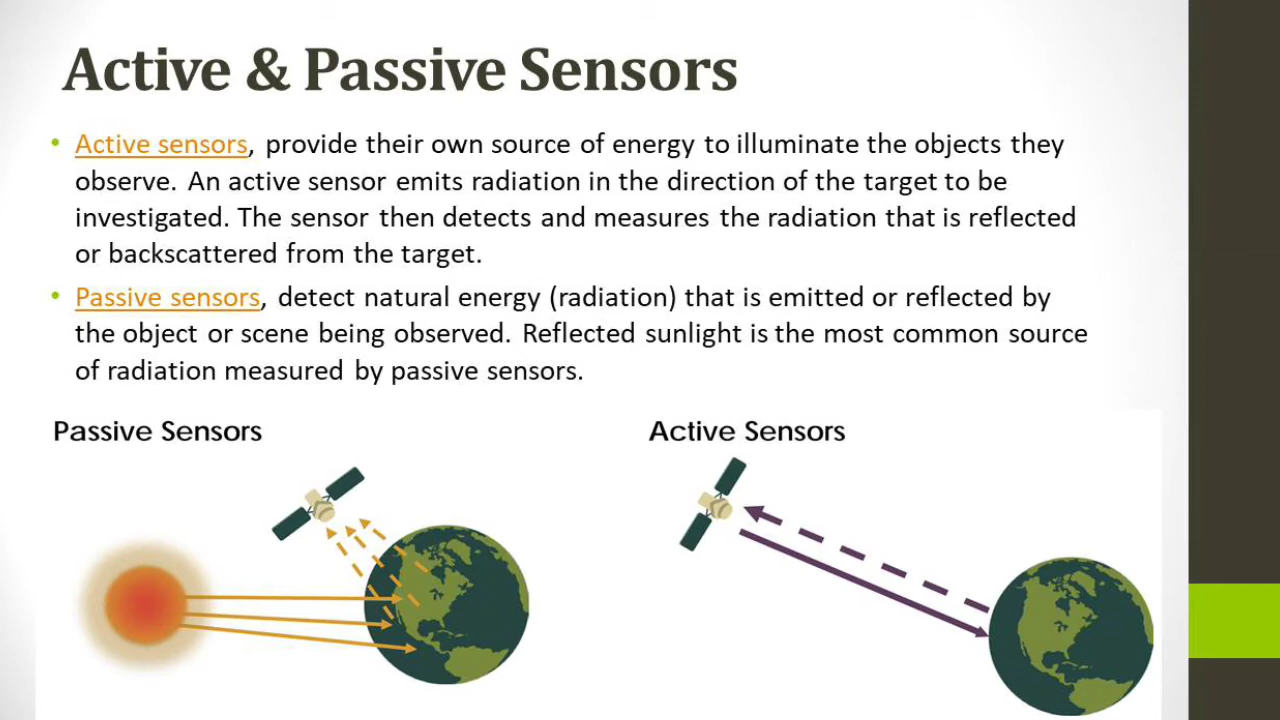 Active & Passive Sensors
• Active sensors, provide their own source of energy to illuminate the objects they
observe. An active sensor emits radiation in the direction of the target to be
investigated. The sensor then detects and measures the radiation that is reflected
or backscattered from the target.
• Passive sensors, detect natural energy (radiation) that is emitted or reflected by
the object or scene being observed. Reflected sunlight is the most common source
of radiation measured by passive sensors.
Passive Sensors
Active Sensors